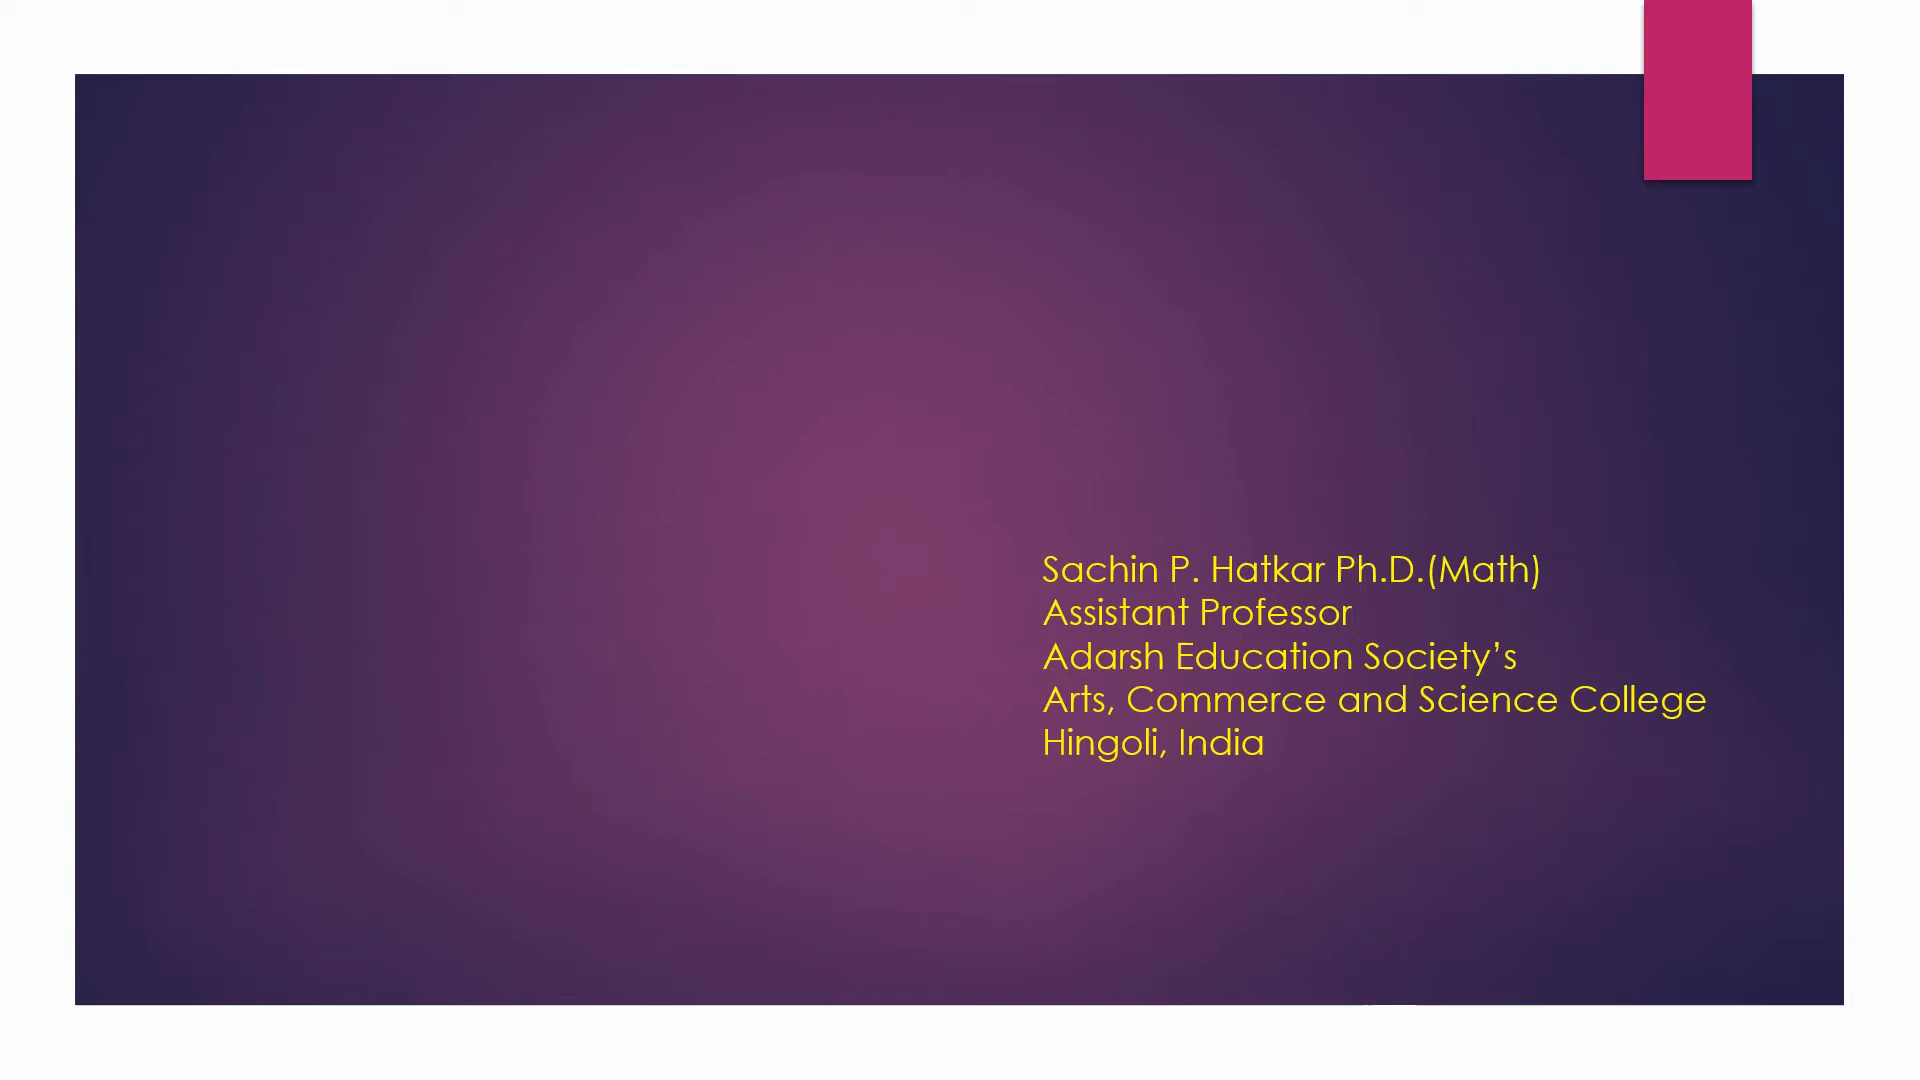 Sachin P. Hatkar Ph.D.(Math)
Assistant Professor
Adarsh Education Society’s
Arts, Commerce and Science College
Hingoli, India